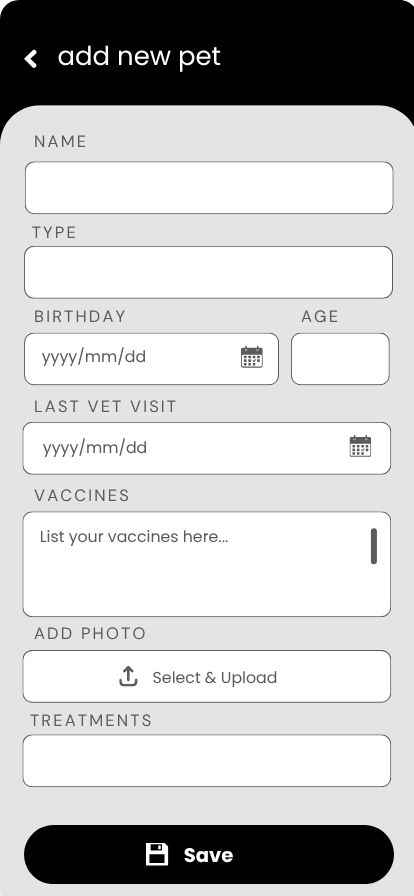 add new pet
NAME
TYPE
BIRTHDAY AGE
yyyy/mm/dd
LAST VET VISIT
yyyy/mm/dd
VACCINES
List your vaccines here...
ADD PHOTO
Select & Upload
TREATMENTS
Save